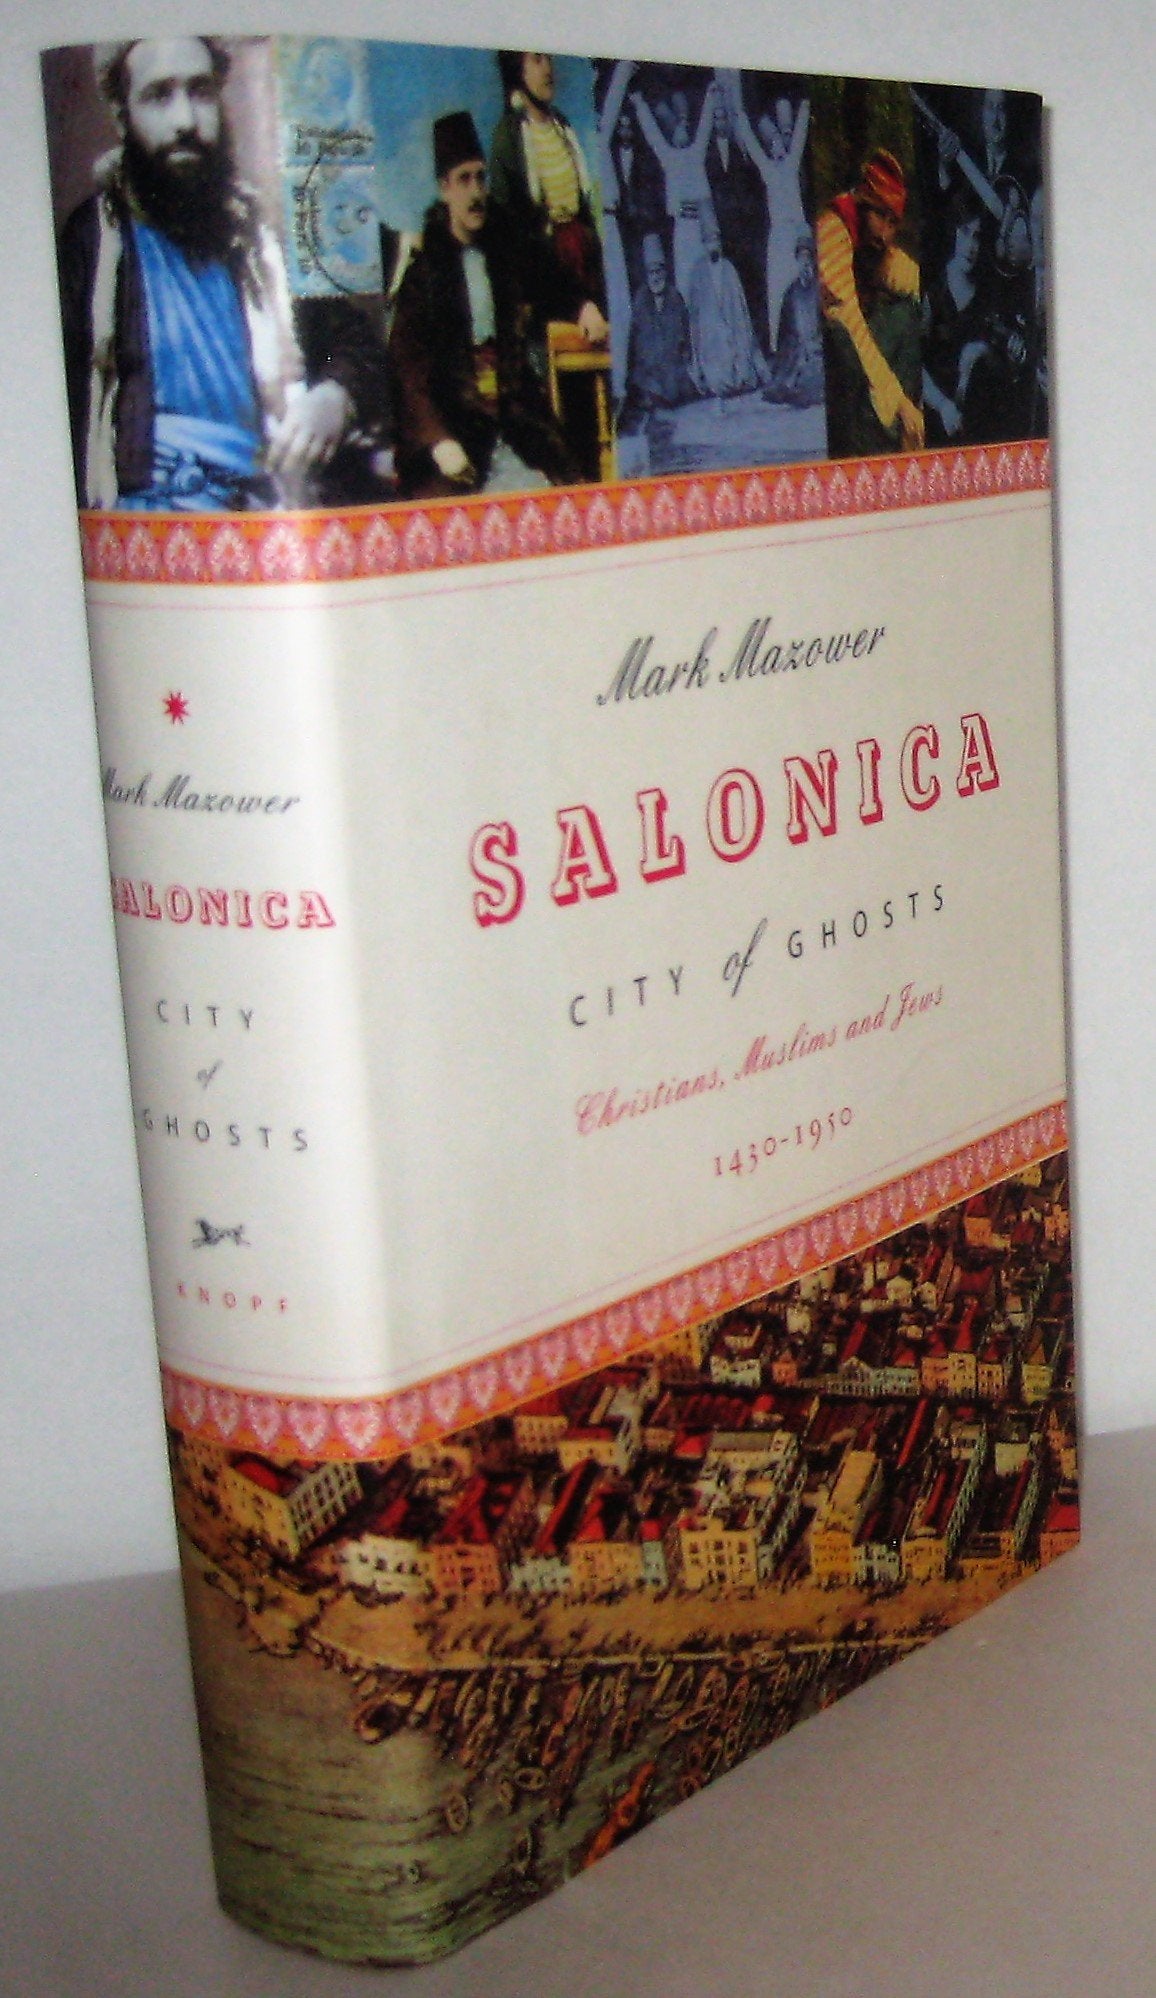 Mark Mazower
SALONICA
CITY of GHOSTS
Christians, Muslims and Jews
1430-1950
Mark Mazower
SALONICA
CITY
of
GHOSTS
KNOPF